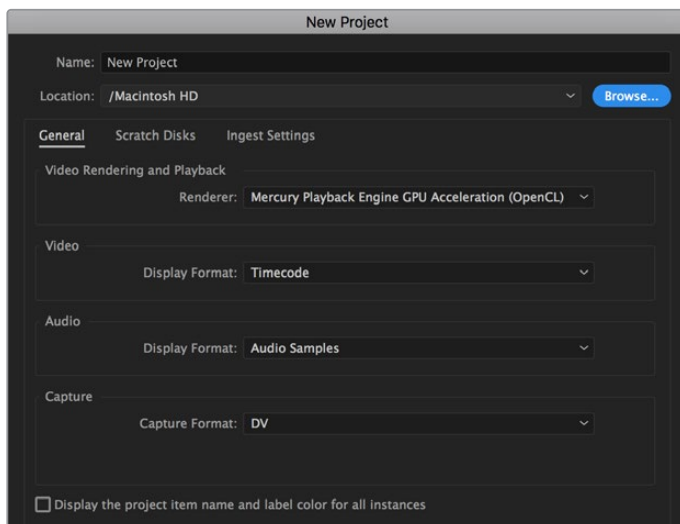 New Project
Name: New Project
Location: /Macintosh HD Browse...
General Scratch Disks Ingest Settings
Video Rendering and Playback
Renderer: Mercury Playback Engine GPU Acceleration (OpenCL)
Video
Display Format: Timecode
Audio
Display Format: Audio Samples
Capture
Capture Format: DV
Display the project item name and label color for all instances